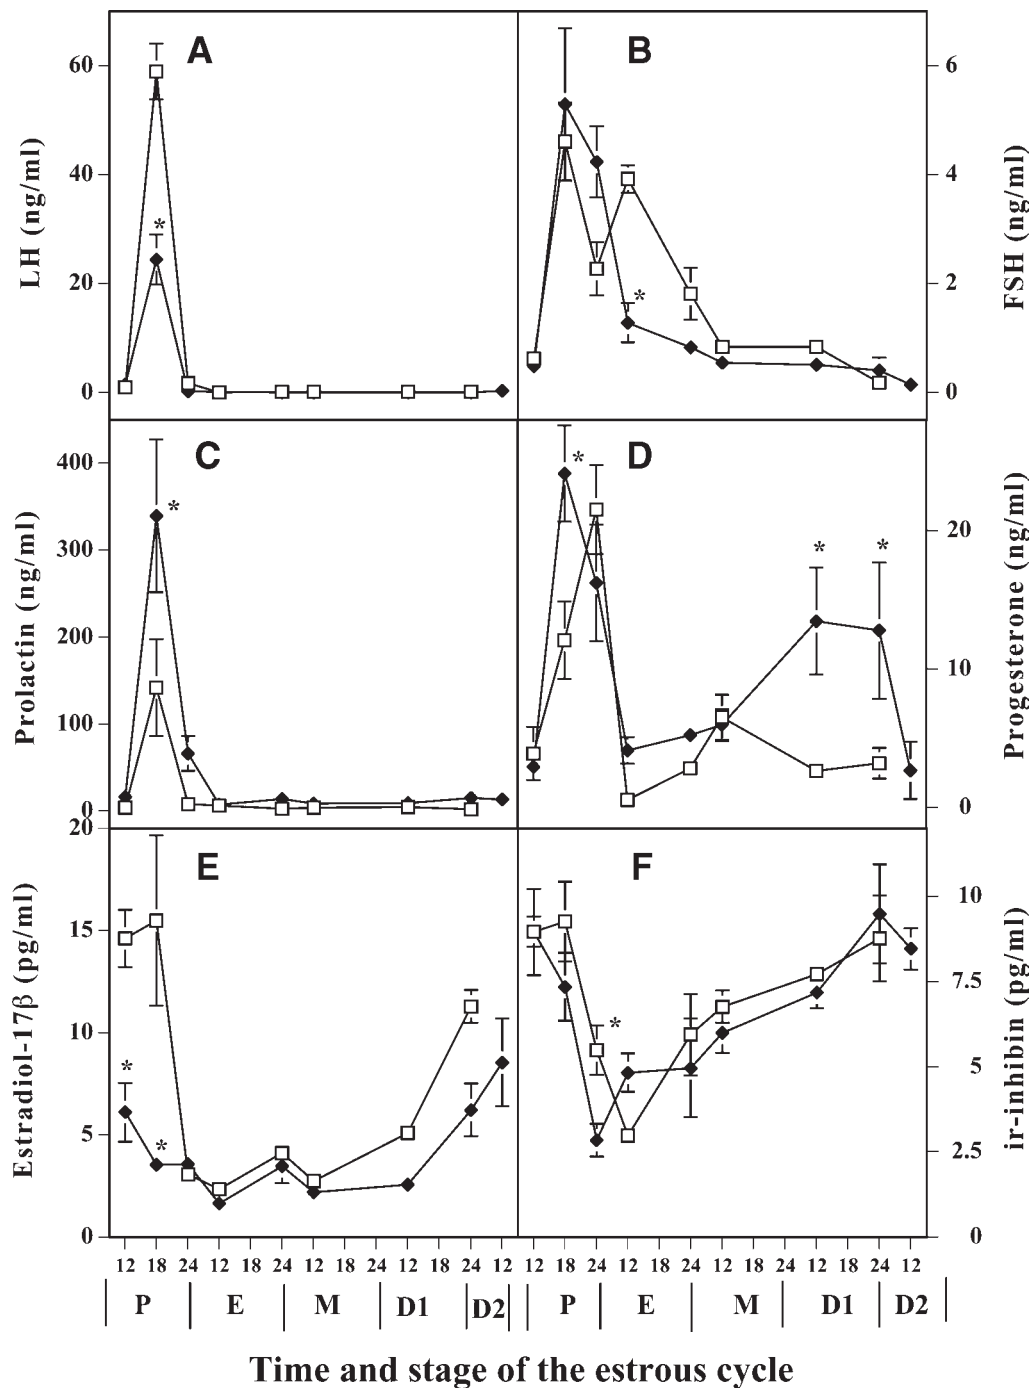 A
B
LH (ng/ml)
60
40
20
0
FSH (ng/ml)
6
4
2
0
*
*
C
D
Prolactin (ng/ml)
400
300
200
100
0
Progesterone (ng/ml)
20
10
0
*
*
*
*
E
F
Estradiol-17β (pg/ml)
20
15
10
5
0
ir-inhibin (pg/ml)
10
7.5
5
2.5
0
*
*
*
12 18 24 12 18 24 12 18 24 12 18 24 12
12 18 24 12 18 24 12 18 24 12 18 24 12
P E M D1 D2
P E M D1 D2
Time and stage of the estrous cycle